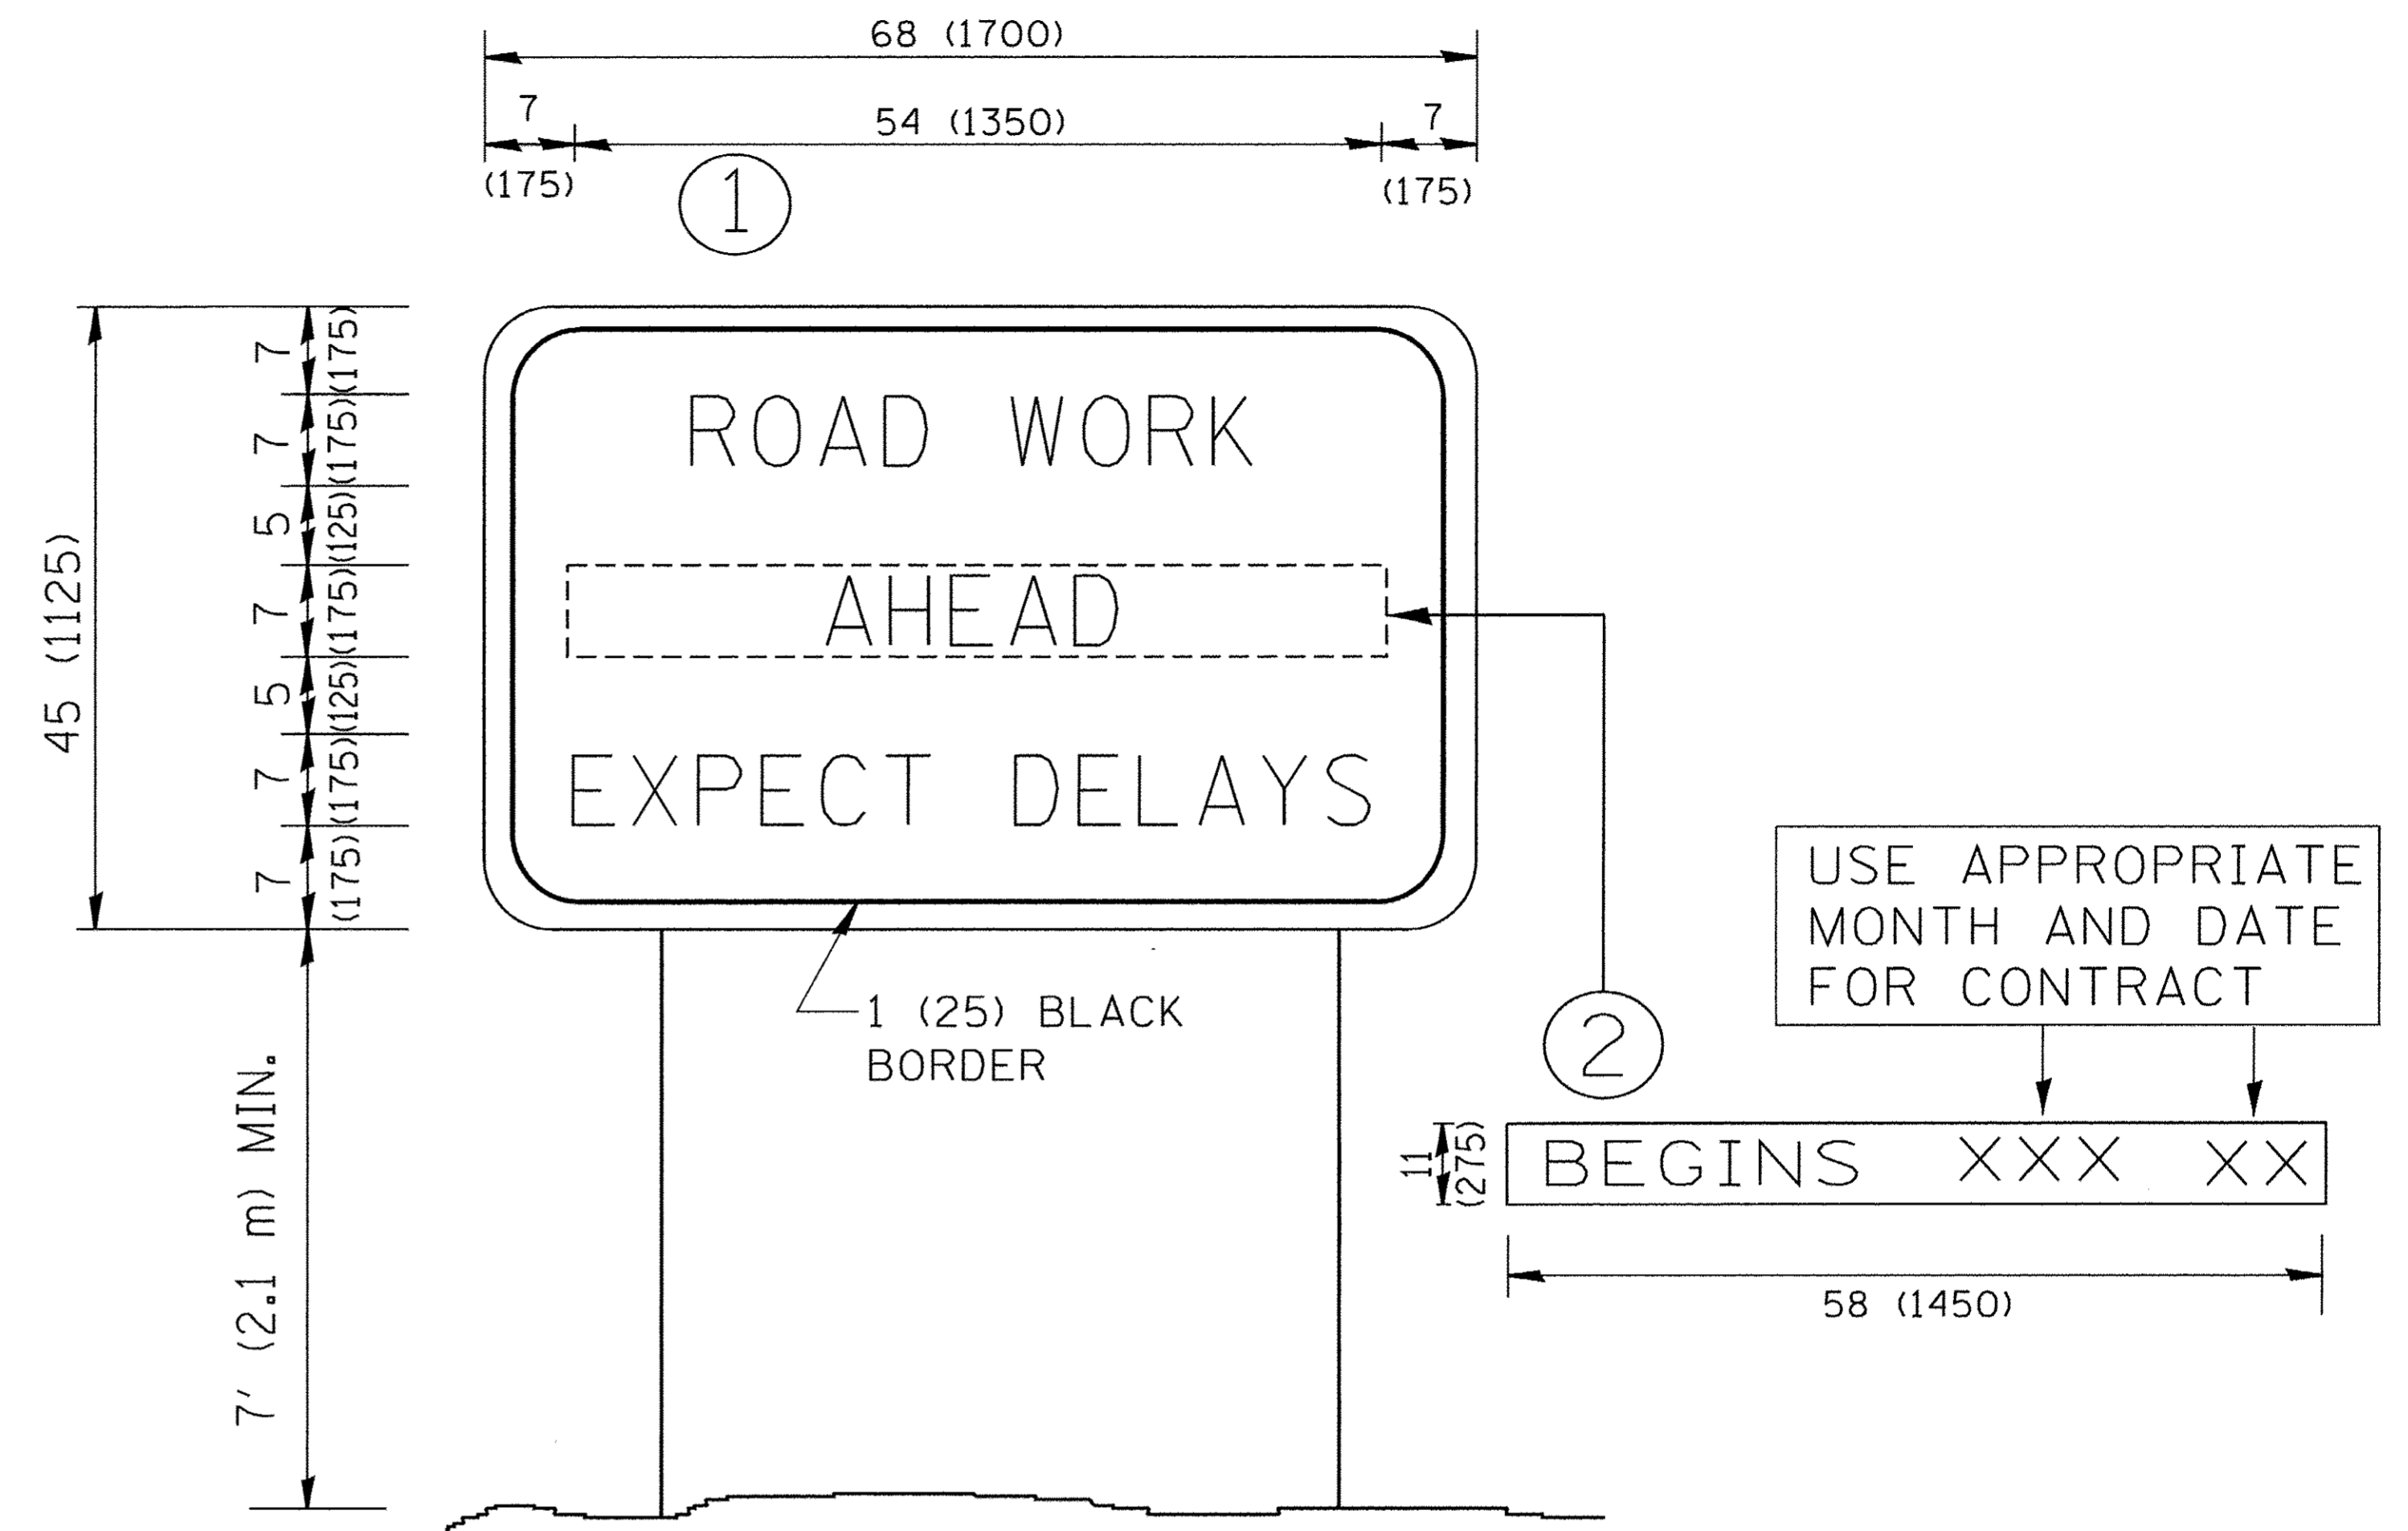 68 (1700)
7
54 (1350)
7
(175)
(175)
1
45 (1125)
7 (175)
7 (175)
5 (125)
7 (175)
5 (125)
7 (175)
7 (175)
7' (2.1 m) MIN.
ROAD WORK
AHEAD
EXPECT DELAYS
1 (25) BLACK
BORDER
2
USE APPROPRIATE
MONTH AND DATE
FOR CONTRACT
11
(275)
BEGINS XXX XX
58 (1450)